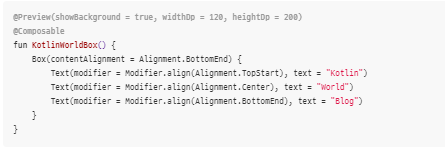 @Preview(showBackground = true, widthDp = 120, heightDp = 200)
@Composable
fun KotlinWorldBox() {
    Box(contentAlignment = Alignment.BottomEnd) {
        Text(modifier = Modifier.align(Alignment.TopStart), text = "Kotlin")
        Text(modifier = Modifier.align(Alignment.Center), text = "World")
        Text(modifier = Modifier.align(Alignment.BottomEnd), text = "Blog")
    }
}